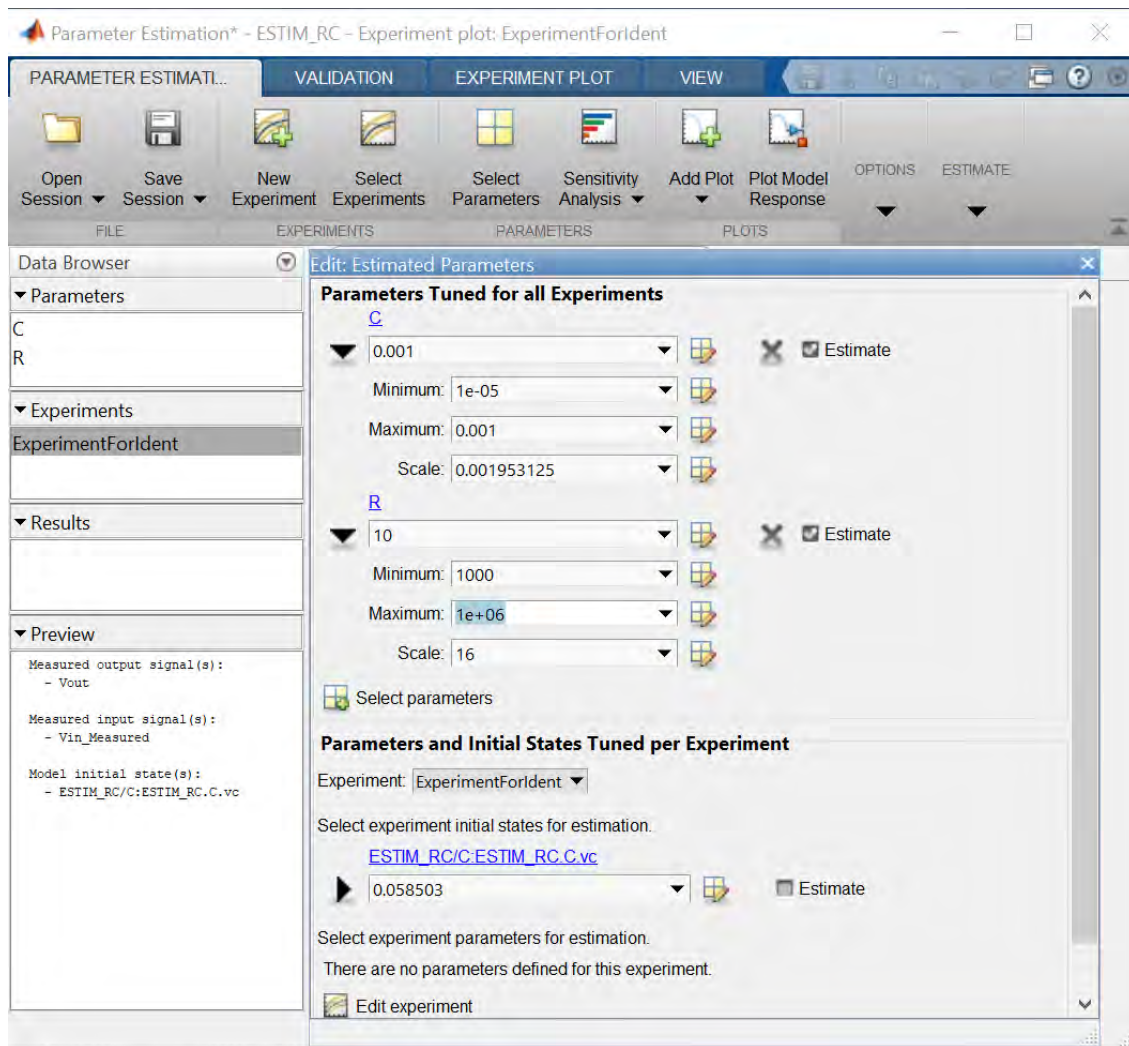 Parameter Estimation* - ESTIM_RC - Experiment plot: ExperimentForIdent
PARAMETER ESTIMATI... VALIDATION EXPERIMENT PLOT VIEW
Open Session Save Session New Experiment Select Experiments Select Parameters Sensitivity Analysis Add Plot Plot Model Response OPTIONS ESTIMATE
FILE EXPERIMENTS PARAMETERS PLOTS
Data Browser
Parameters
C
R
Experiments
ExperimentForIdent
Results
Preview
Measured output signal(s):
- Vout
Measured input signal(s):
- Vin_Measured
Model initial state(s):
- ESTIM_RC/C:ESTIM_RC.C.vc
Edit: Estimated Parameters
Parameters Tuned for all Experiments
C
0.001 Estimate
Minimum: 1e-05
Maximum: 0.001
Scale: 0.001953125
R
10 Estimate
Minimum: 1000
Maximum: 1e+06
Scale: 16
Select parameters
Parameters and Initial States Tuned per Experiment
Experiment: ExperimentForIdent
Select experiment initial states for estimation.
ESTIM_RC/C:ESTIM_RC.C.vc
0.058503 Estimate
Select experiment parameters for estimation.
There are no parameters defined for this experiment.
Edit experiment